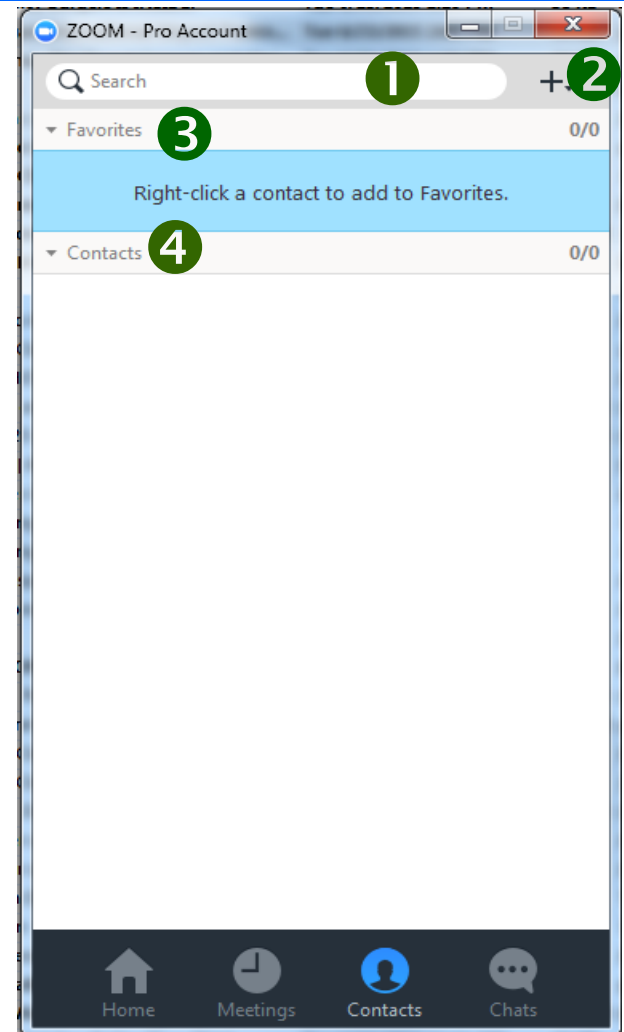 ZOOM - Pro Account
Search
1
+
2
Favorites
3
0/0
Right-click a contact to add to Favorites.
Contacts
4
0/0
Home
Meetings
Contacts
Chats